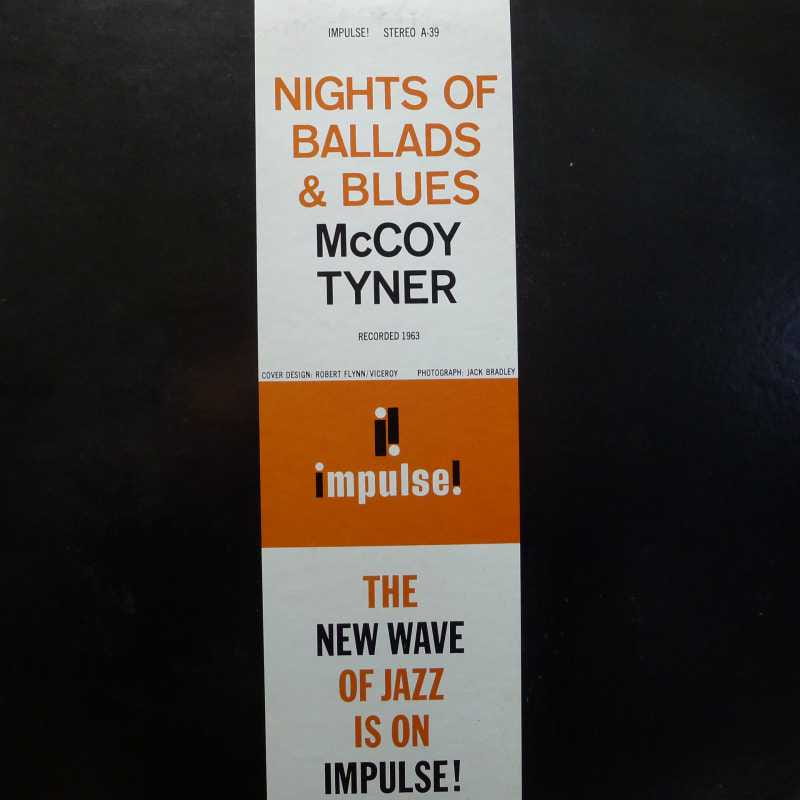 IMPULSE! STEREO A-39
NIGHTS OF
BALLADS
& BLUES
McCOY
TYNER
RECORDED 1963
COVER DESIGN: ROBERT FLYNN/VICEROY PHOTOGRAPH: JACK BRADLEY
i!
impulse!
THE
NEW WAVE
OF JAZZ
IS ON
IMPULSE!